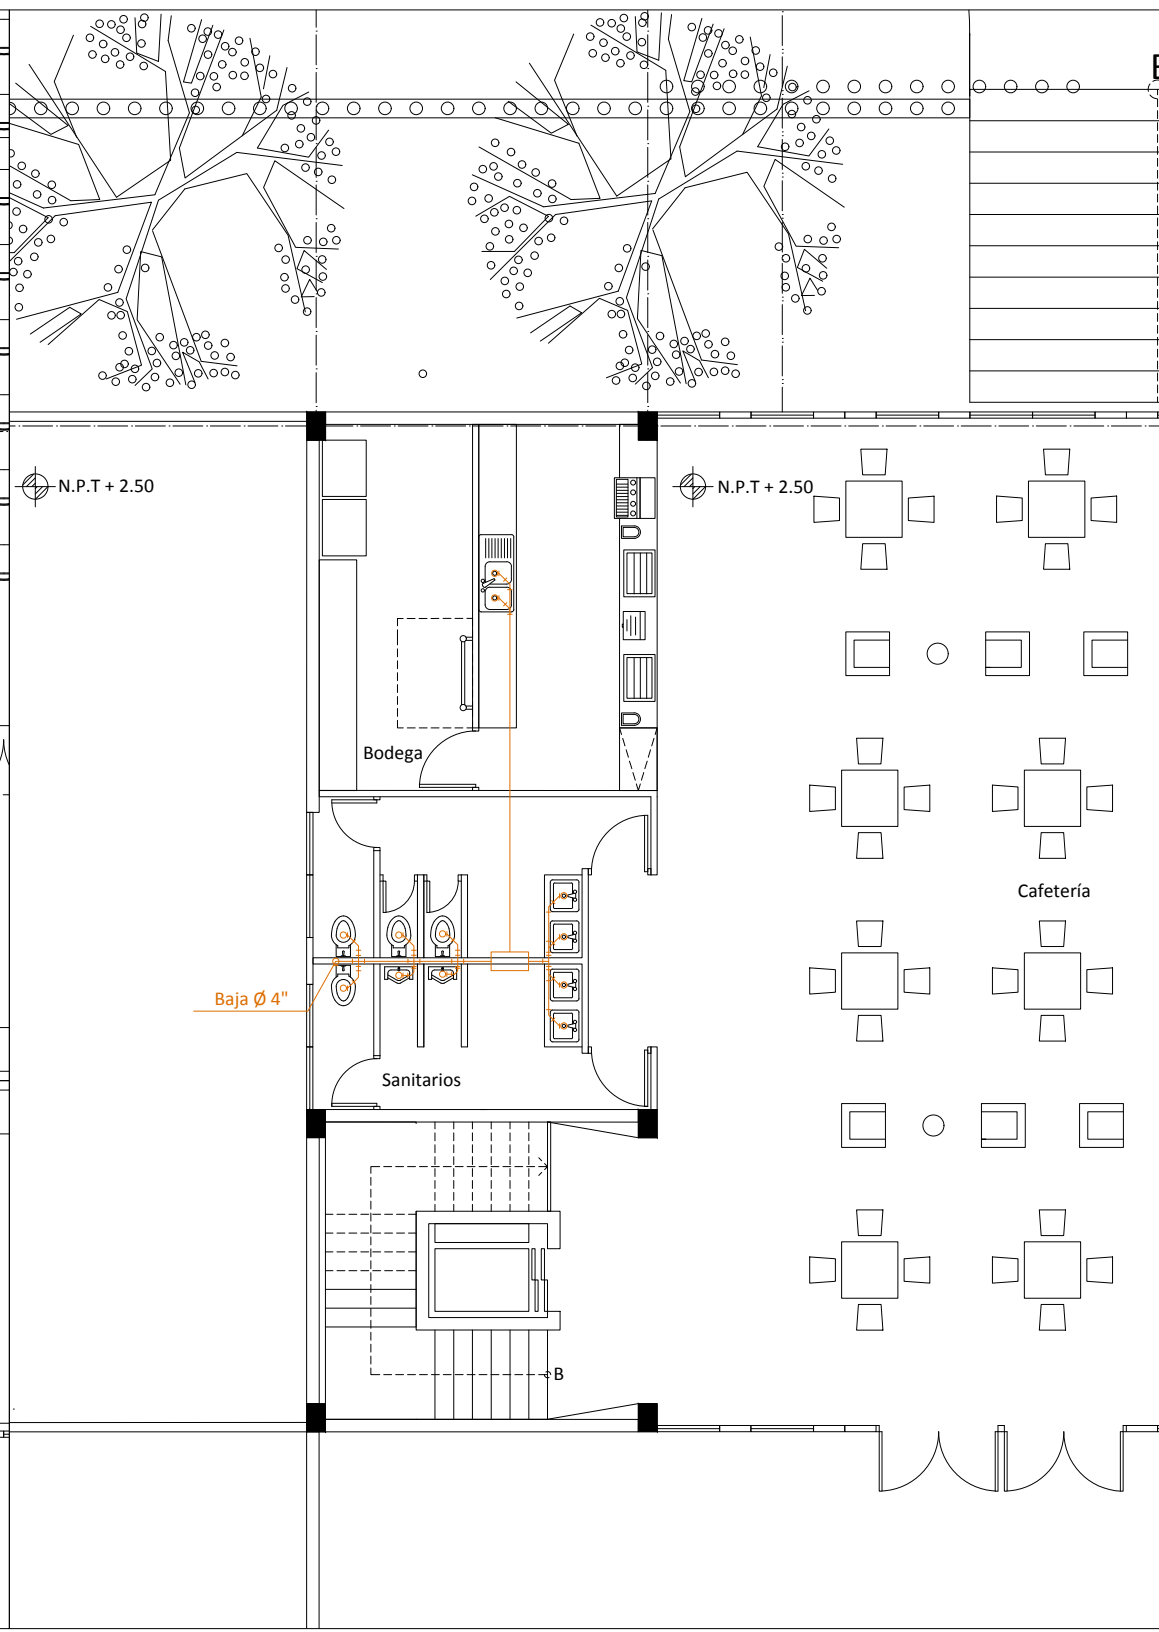 N.P.T + 2.50
N.P.T + 2.50
Bodega
Cafetería
Baja Ø 4"
Sanitarios
B